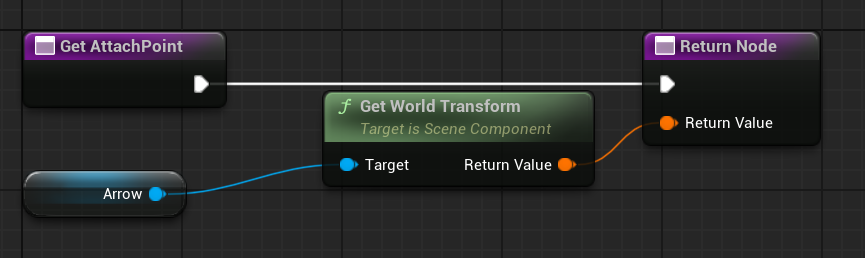 Get AttachPoint
Return Node
f Get World Transform
Target is Scene Component
Return Value
Target
Return Value
Arrow